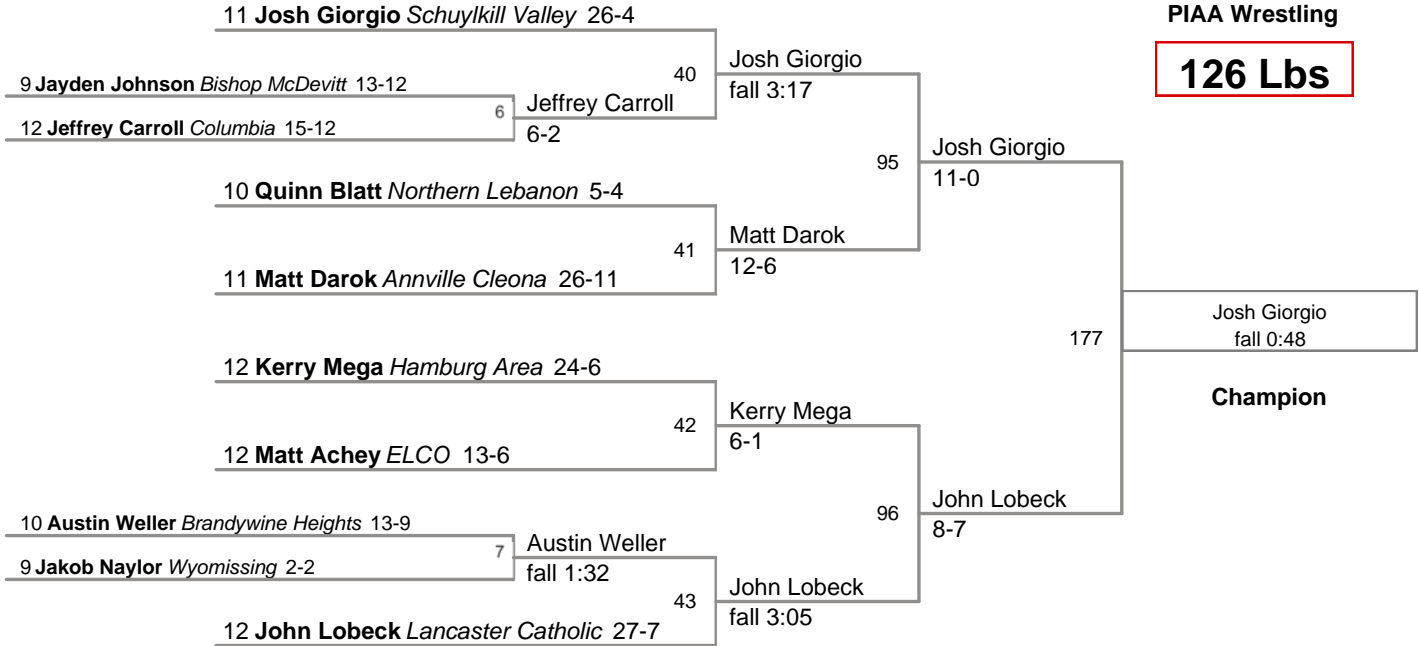 11 Josh Giorgio Schuylkill Valley 26-4
PIAA Wrestling
126 Lbs
40
Josh Giorgio
fall 3:17
9 Jayden Johnson Bishop McDevitt 13-12
6
Jeffrey Carroll
6-2
12 Jeffrey Carroll Columbia 15-12
95
Josh Giorgio
11-0
10 Quinn Blatt Northern Lebanon 5-4
41
Matt Darok
12-6
11 Matt Darok Annville Cleona 26-11
177
Josh Giorgio
fall 0:48
Champion
12 Kerry Mega Hamburg Area 24-6
42
Kerry Mega
6-1
12 Matt Achey ELCO 13-6
96
John Lobeck
8-7
10 Austin Weller Brandywine Heights 13-9
7
Austin Weller
fall 1:32
9 Jakob Naylor Wyomissing 2-2
43
John Lobeck
fall 3:05
12 John Lobeck Lancaster Catholic 27-7